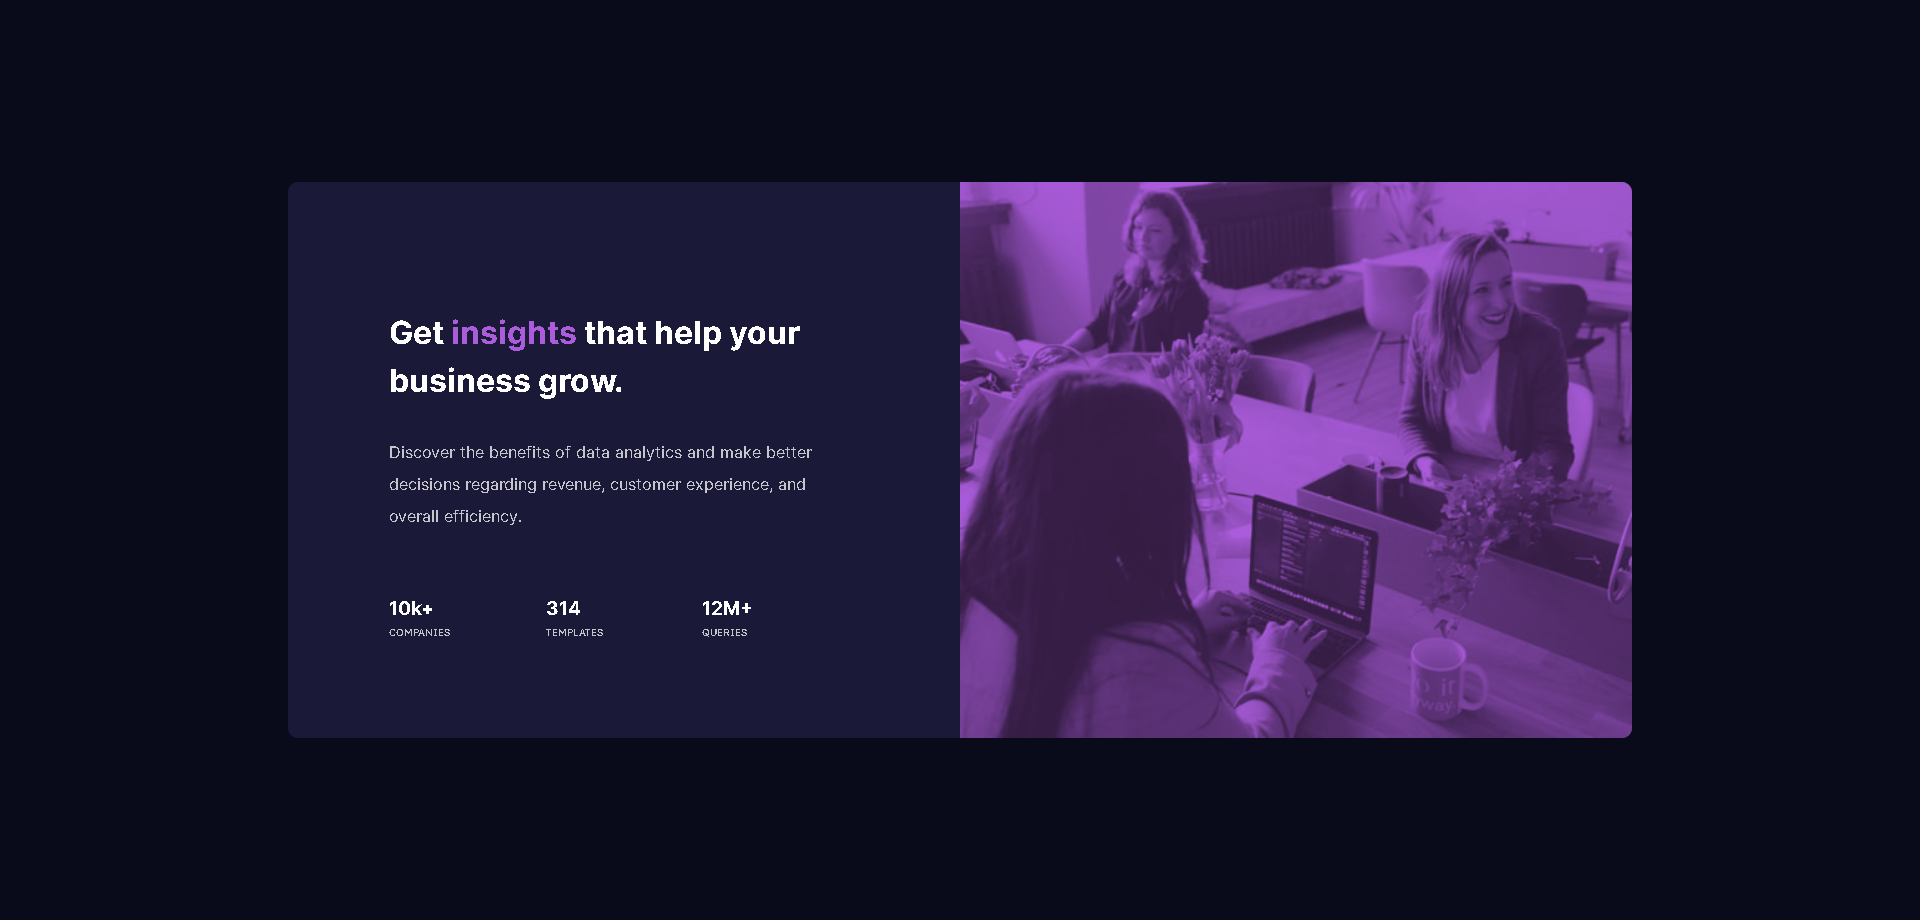 Get insights that help your
business grow.
Discover the benefits of data analytics and make better
decisions regarding revenue, customer experience, and
overall efficiency.
10k+ 314 12M+
COMPANIES TEMPLATES QUERIES
way